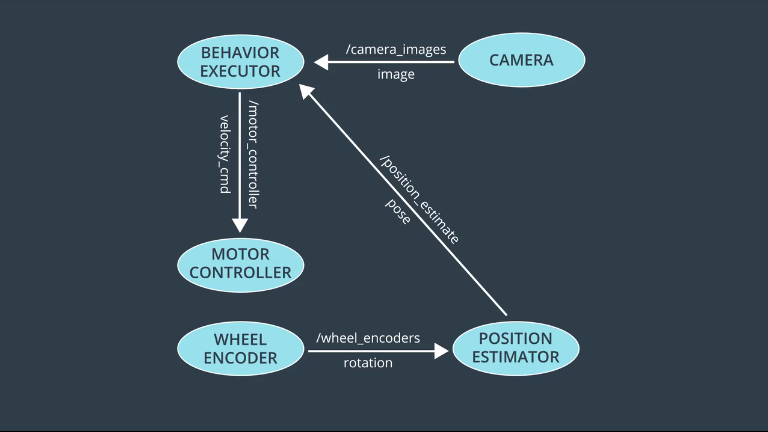 BEHAVIOR
EXECUTOR
/camera_images
image
CAMERA
/motor_controller
velocity_cmd
/position_estimate
pose
MOTOR
CONTROLLER
WHEEL
ENCODER
/wheel_encoders
rotation
POSITION
ESTIMATOR